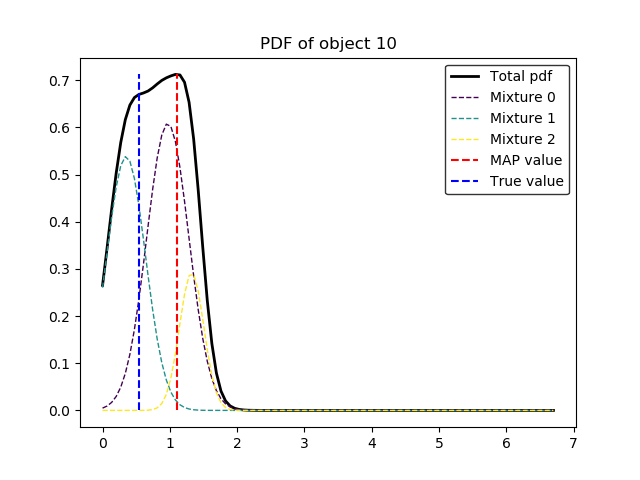 PDF of object 10
Total pdf
Mixture 0
Mixture 1
Mixture 2
MAP value
True value
0.7
0.6
0.5
0.4
0.3
0.2
0.1
0.0
0 1 2 3 4 5 6 7